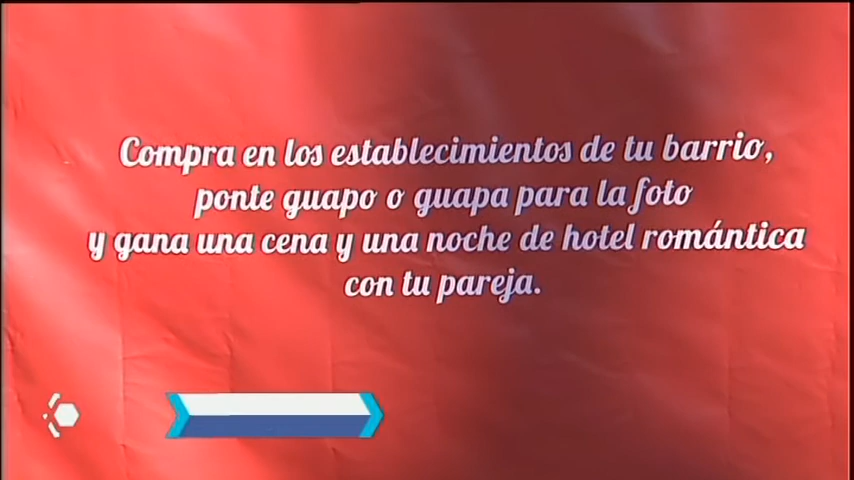 Compra en los establecimientos de tu barrio,
ponte guapo o guapa para la foto
y gana una cena y una noche de hotel romántica
con tu pareja.